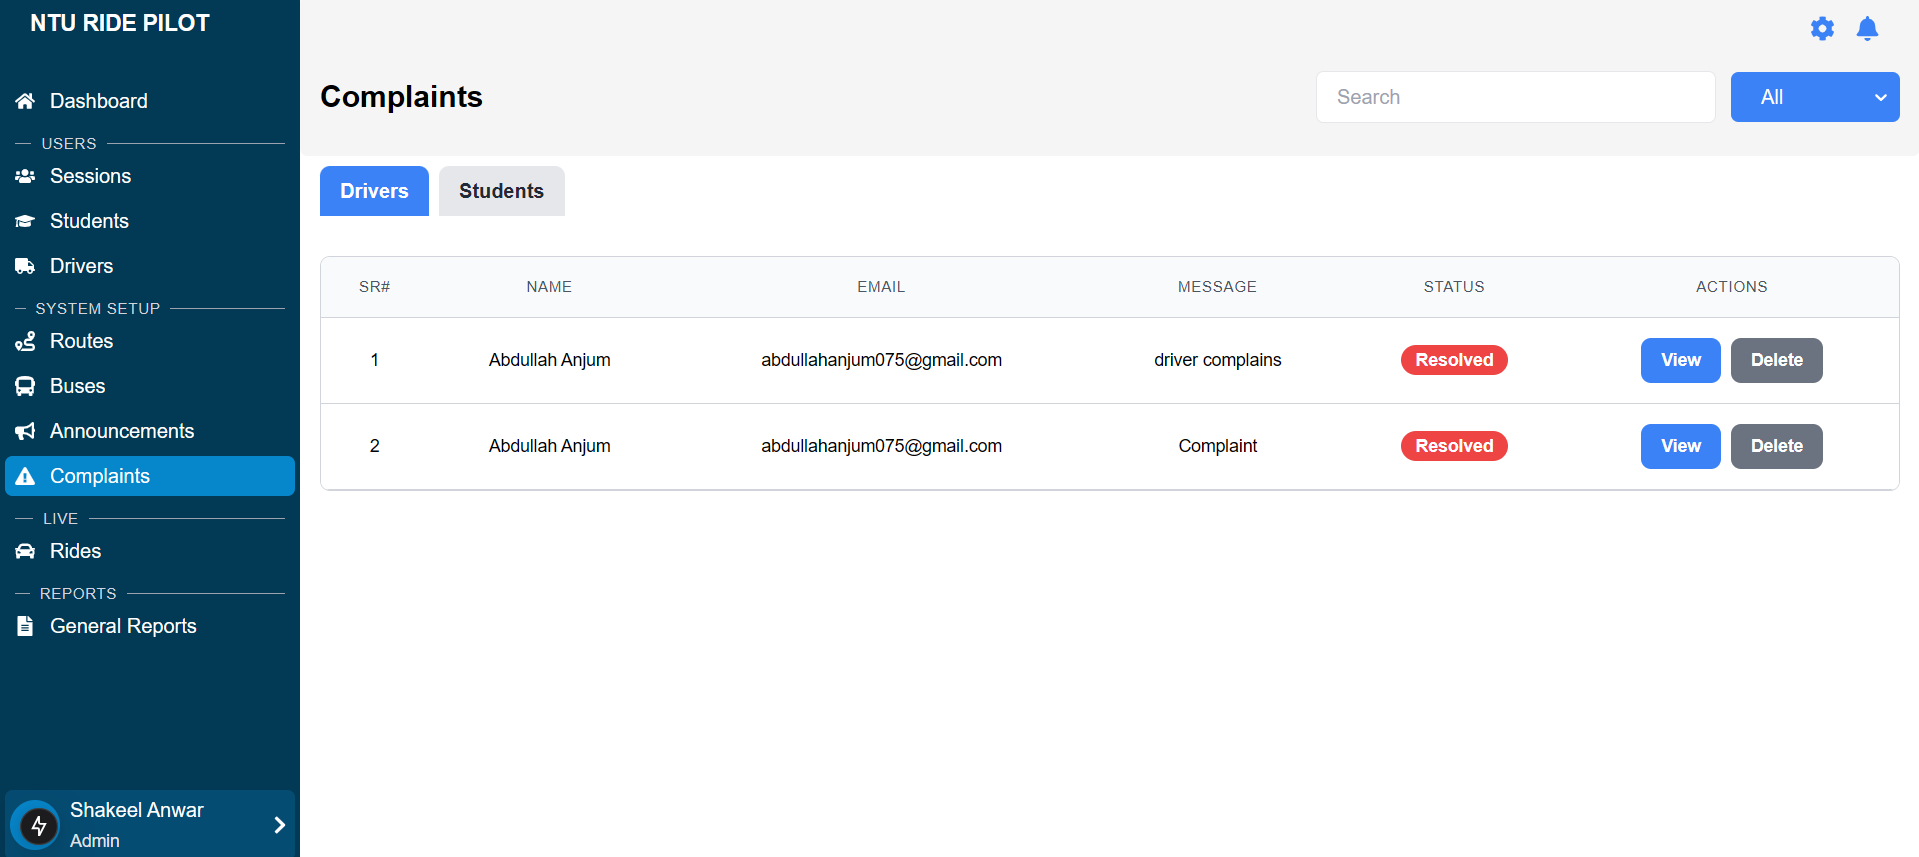 NTU RIDE PILOT
Dashboard
USERS
Sessions
Students
Drivers
SYSTEM SETUP
Routes
Buses
Announcements
Complaints
LIVE
Rides
REPORTS
General Reports
Shakeel Anwar
Admin
Complaints
Search
All
Drivers Students
SR# NAME EMAIL MESSAGE STATUS ACTIONS
1 Abdullah Anjum abdullahanjum075@gmail.com driver complains Resolved View Delete
2 Abdullah Anjum abdullahanjum075@gmail.com Complaint Resolved View Delete